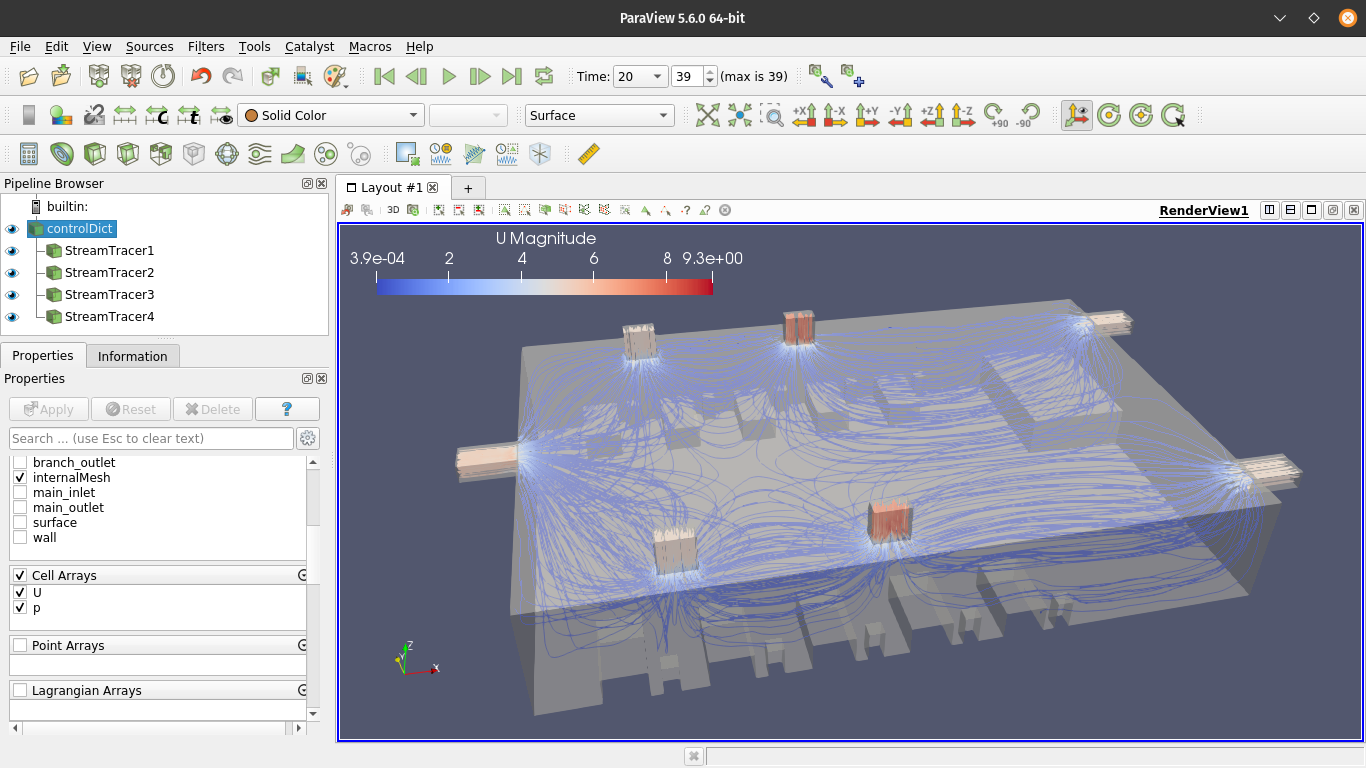 ParaView 5.6.0 64-bit
File Edit View Sources Filters Tools Catalyst Macros Help
Time: 20 39 (max is 39)
Solid Color Surface +X -X +Y -Y +Z -Z +90 -90
Pipeline Browser
builtin:
controlDict
StreamTracer1
StreamTracer2
StreamTracer3
StreamTracer4
Properties Information
Properties
Apply Reset Delete ?
Search ... (use Esc to clear text)
branch_outlet
internalMesh
main_inlet
main_outlet
surface
wall
Cell Arrays
U
p
Point Arrays
Lagrangian Arrays
Layout #1 +
3D RenderView1
U Magnitude
3.9e-04 2 4 6 8 9.3e+00
Z
Y
X